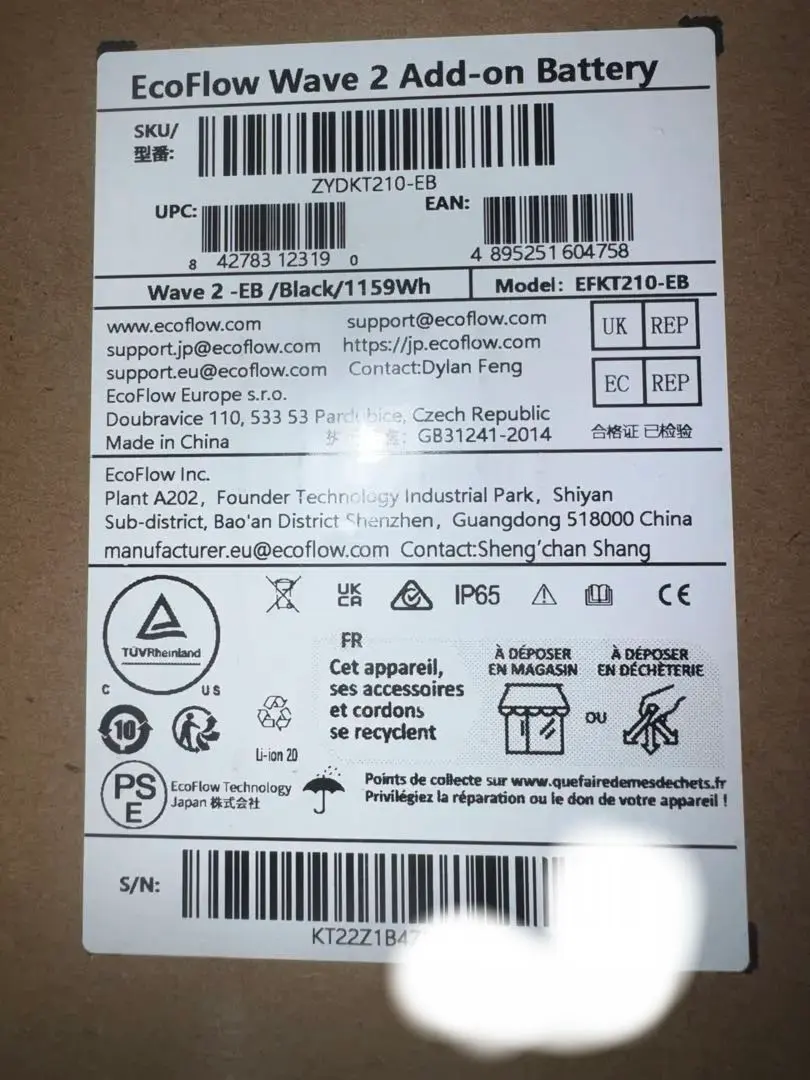 EcoFlow Wave 2 Add-on Battery
SKU/
型番:
ZYDKT210-EB
UPC:
8 42783 12319 0
EAN:
4 895251 604758
Wave 2 -EB /Black/1159Wh
Model: EFKT210-EB
www.ecoflow.com support@ecoflow.com
support.jp@ecoflow.com https://jp.ecoflow.com
support.eu@ecoflow.com Contact:Dylan Feng
EcoFlow Europe s.r.o.
Doubravice 110, 533 53 Pardubice, Czech Republic
Made in China GB31241-2014
UK REP
EC REP
合格证 已检验
EcoFlow Inc.
Plant A202, Founder Technology Industrial Park, Shiyan
Sub-district, Bao'an District Shenzhen, Guangdong 518000 China
manufacturer.eu@ecoflow.com Contact:Sheng'chan Shang
TÜVRheinland
C US
UK
CA
IP65
CE
10
Li-ion 20
FR
Cet appareil,
ses accessoires
et cordons
se recyclent
À DÉPOSER
EN MAGASIN
OU
À DÉPOSER
EN DÉCHÈTERIE
Points de collecte sur www.quefairedemesdechets.fr
Privilégiez la réparation ou le don de votre appareil !
PS
E
EcoFlow Technology
Japan 株式会社
S/N:
KT22Z1B47